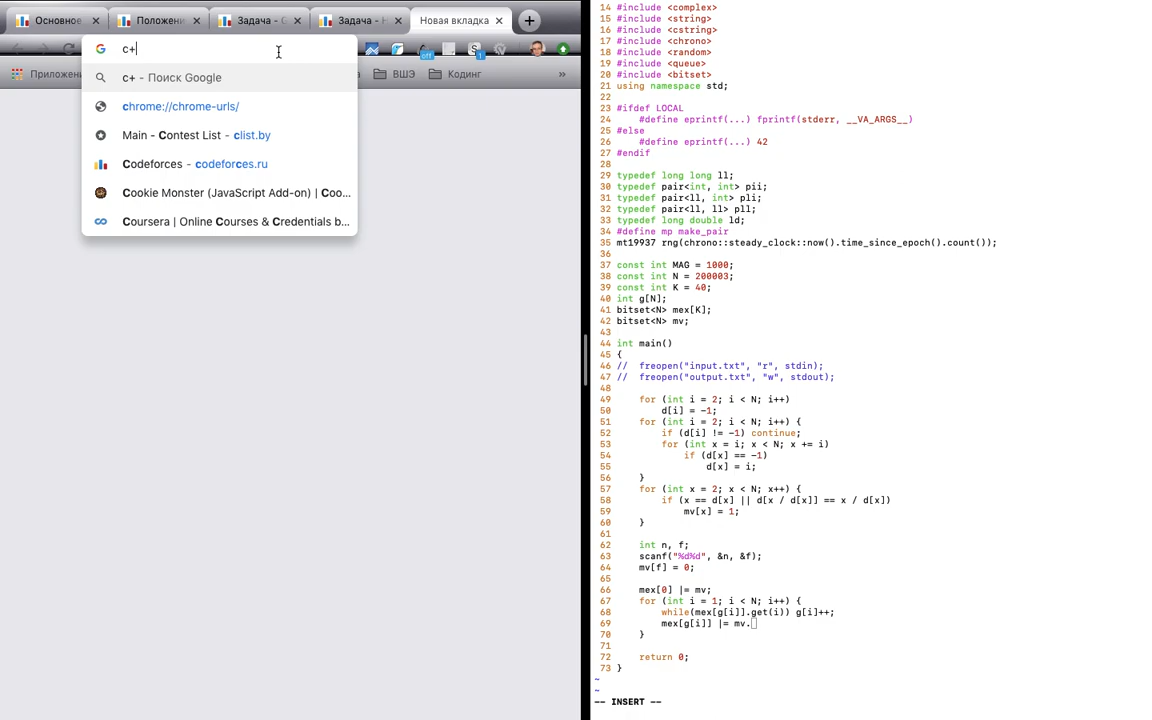 Основное
Положени
Задача - G
Задача - H
Новая вкладка
c+
off
1
Приложен
ВШЭ
Кодинг
»
c+ - Поиск Google
chrome://chrome-urls/
Main - Contest List - clist.by
Codeforces - codeforces.ru
Cookie Monster (JavaScript Add-on) | Coo...
Coursera | Online Courses & Credentials b...
14 #include <complex>
15 #include <string>
16 #include <cstring>
17 #include <chrono>
18 #include <random>
19 #include <queue>
20 #include <bitset>
21 using namespace std;
22
23 #ifdef LOCAL
24 #define eprintf(...) fprintf(stderr, __VA_ARGS__)
25 #else
26 #define eprintf(...) 42
27 #endif
28
29 typedef long long ll;
30 typedef pair<int, int> pii;
31 typedef pair<ll, int> pli;
32 typedef pair<ll, ll> pll;
33 typedef long double ld;
34 #define mp make_pair
35 mt19937 rng(chrono::steady_clock::now().time_since_epoch().count());
36
37 const int MAG = 1000;
38 const int N = 200003;
39 const int K = 40;
40 int g[N];
41 bitset<N> mex[K];
42 bitset<N> mv;
43
44 int main()
45 {
46 // freopen("input.txt", "r", stdin);
47 // freopen("output.txt", "w", stdout);
48
49 for (int i = 2; i < N; i++)
50 d[i] = -1;
51 for (int i = 2; i < N; i++) {
52 if (d[i] != -1) continue;
53 for (int x = i; x < N; x += i)
54 if (d[x] == -1)
55 d[x] = i;
56 }
57 for (int x = 2; x < N; x++) {
58 if (x == d[x] || d[x / d[x]] == x / d[x])
59 mv[x] = 1;
60 }
61
62 int n, f;
63 scanf("%d%d", &n, &f);
64 mv[f] = 0;
65
66 mex[0] |= mv;
67 for (int i = 1; i < N; i++) {
68 while(mex[g[i]].get(i)) g[i]++;
69 mex[g[i]] |= mv.
70 }
71
72 return 0;
73 }
~
~
-- INSERT --